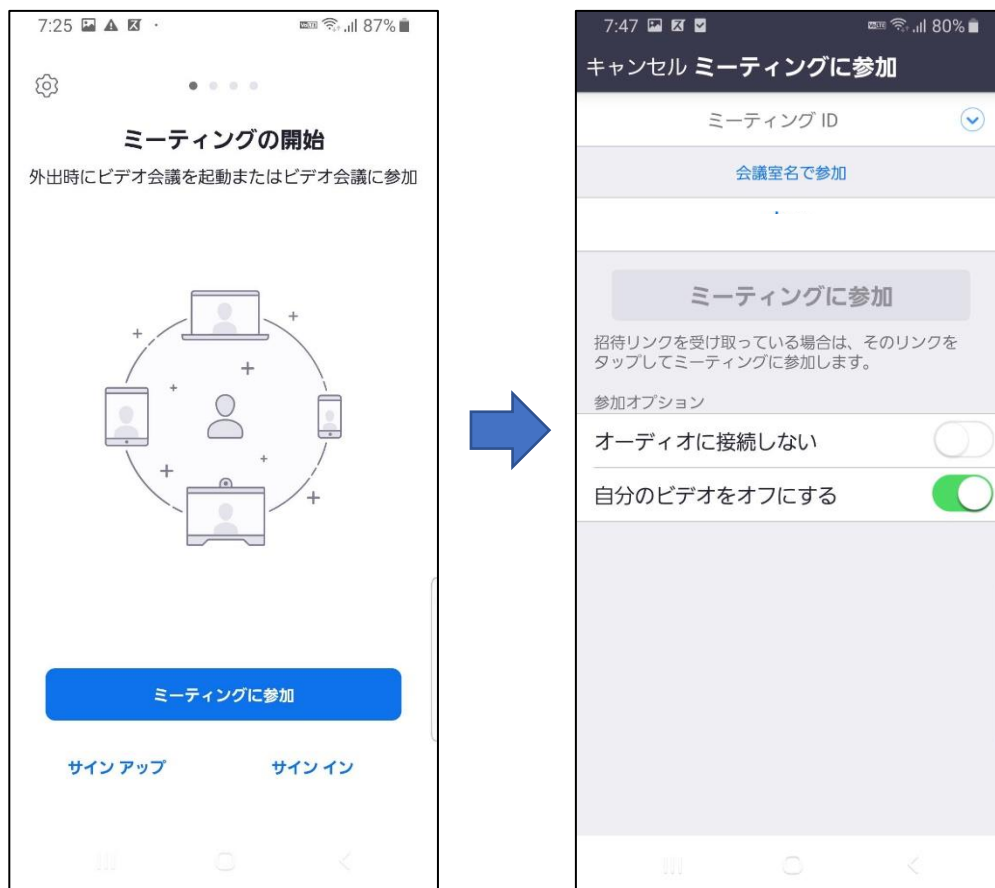 7:25
87%
ミーティングの開始
外出時にビデオ会議を起動またはビデオ会議に参加
ミーティングに参加
サイン アップ
サイン イン
7:47
80%
キャンセル ミーティングに参加
ミーティング ID
会議室名で参加
ミーティングに参加
招待リンクを受け取っている場合は、そのリンクを
タップしてミーティングに参加します。
参加オプション
オーディオに接続しない
自分のビデオをオフにする